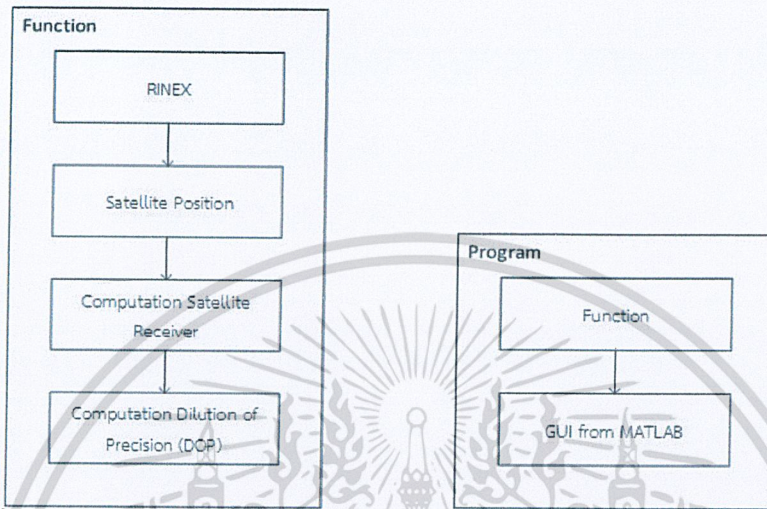 Function
RINEX
Satellite Position
Computation Satellite
Receiver
Computation Dilution of
Precision (DOP)
Program
Function
GUI from MATLAB